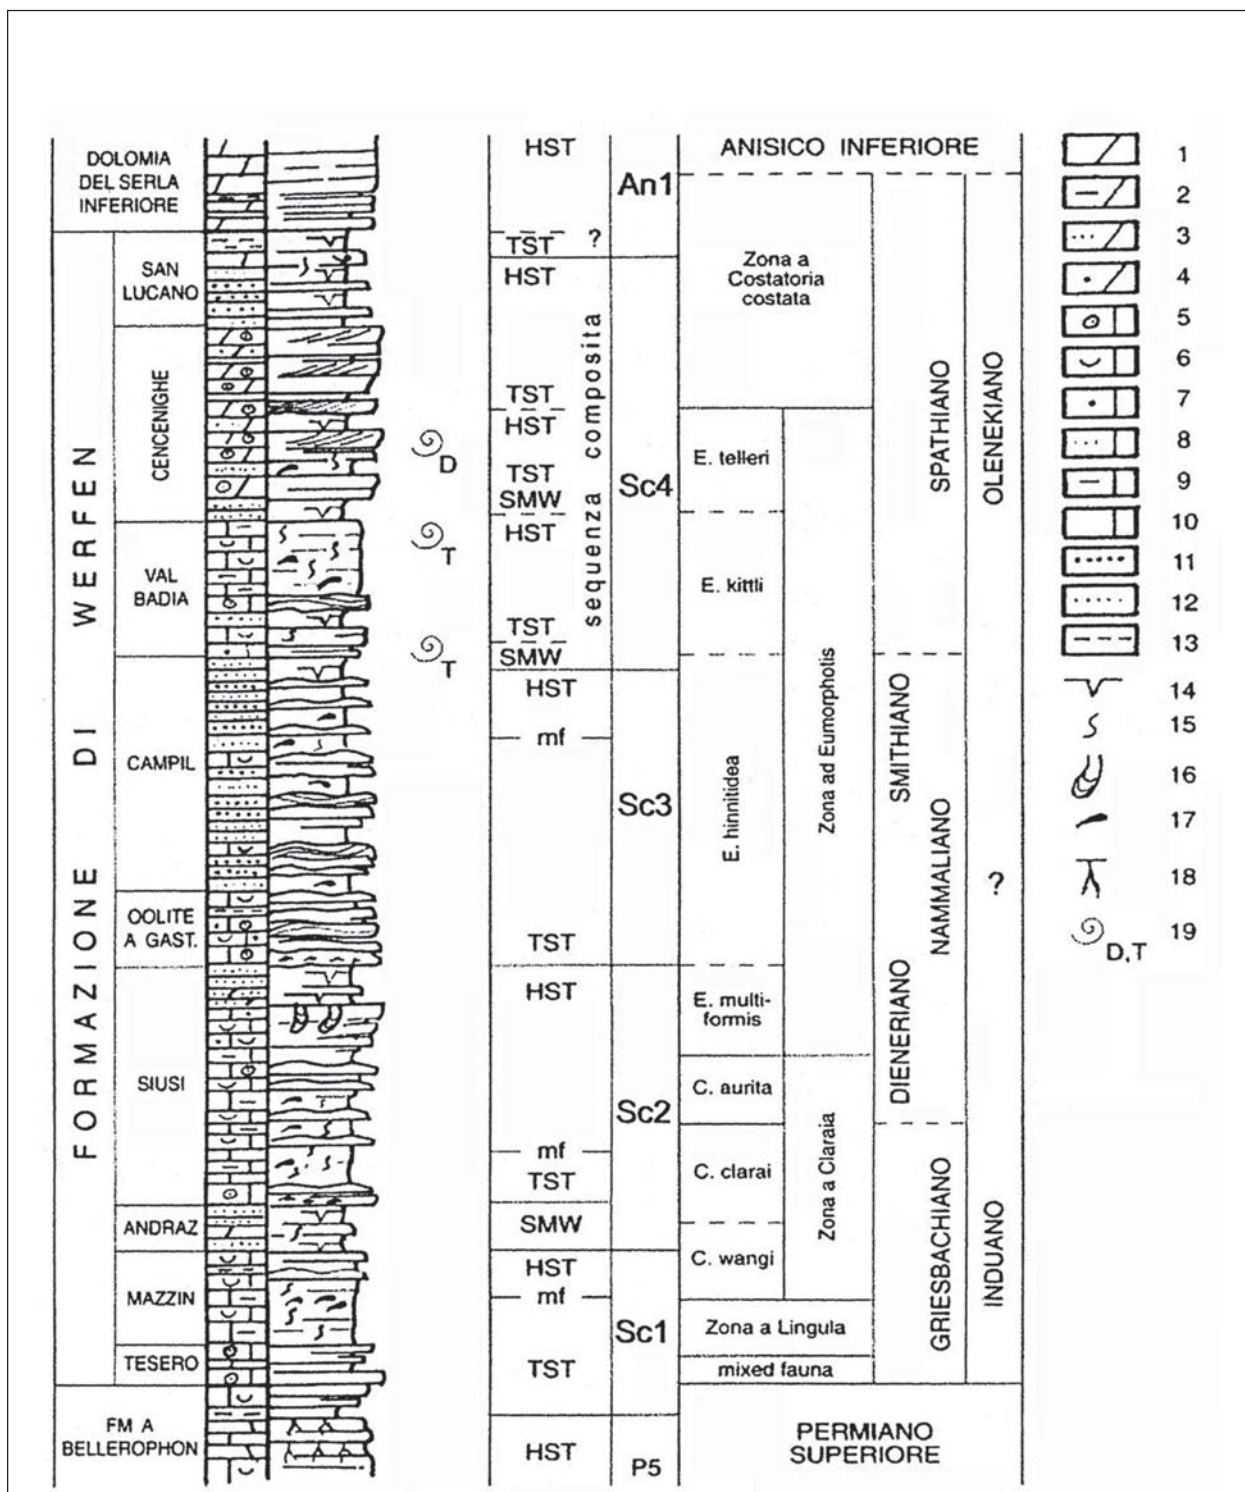 DOLOMIA
DEL SERLA
INFERIORE
FORMAZIONE DI WERFEN
SAN
LUCANO
CENCENIGHE
VAL
BADIA
CAMPIL
OOLITE
A GAST.
SIUSI
ANDRAZ
MAZZIN
TESERO
FM A
BELLEROPHON
D
T
T
HST
TST ?
HST
TST
HST
TST
SMW
HST
TST
SMW
HST
mf
TST
HST
mf
TST
SMW
HST
mf
TST
HST
sequenza composita
An1
Sc4
Sc3
Sc2
Sc1
P5
ANISICO INFERIORE
Zona a
Costatoria
costata
E. telleri
E. kittli
E. hinnitidea
E. multi-
formis
C. aurita
C. clarai
C. wangi
Zona a Lingula
mixed fauna
Zona ad Eumorphotis
Zona a Claraia
SPATHIANO
SMITHIANO
NAMMALIANO
DIENERIANO
GRIESBACHIANO
OLENEKIANO
?
INDUANO
PERMIANO
SUPERIORE
1
2
3
4
5
6
7
8
9
10
11
12
13
14
15
16
17
18
19
D,T